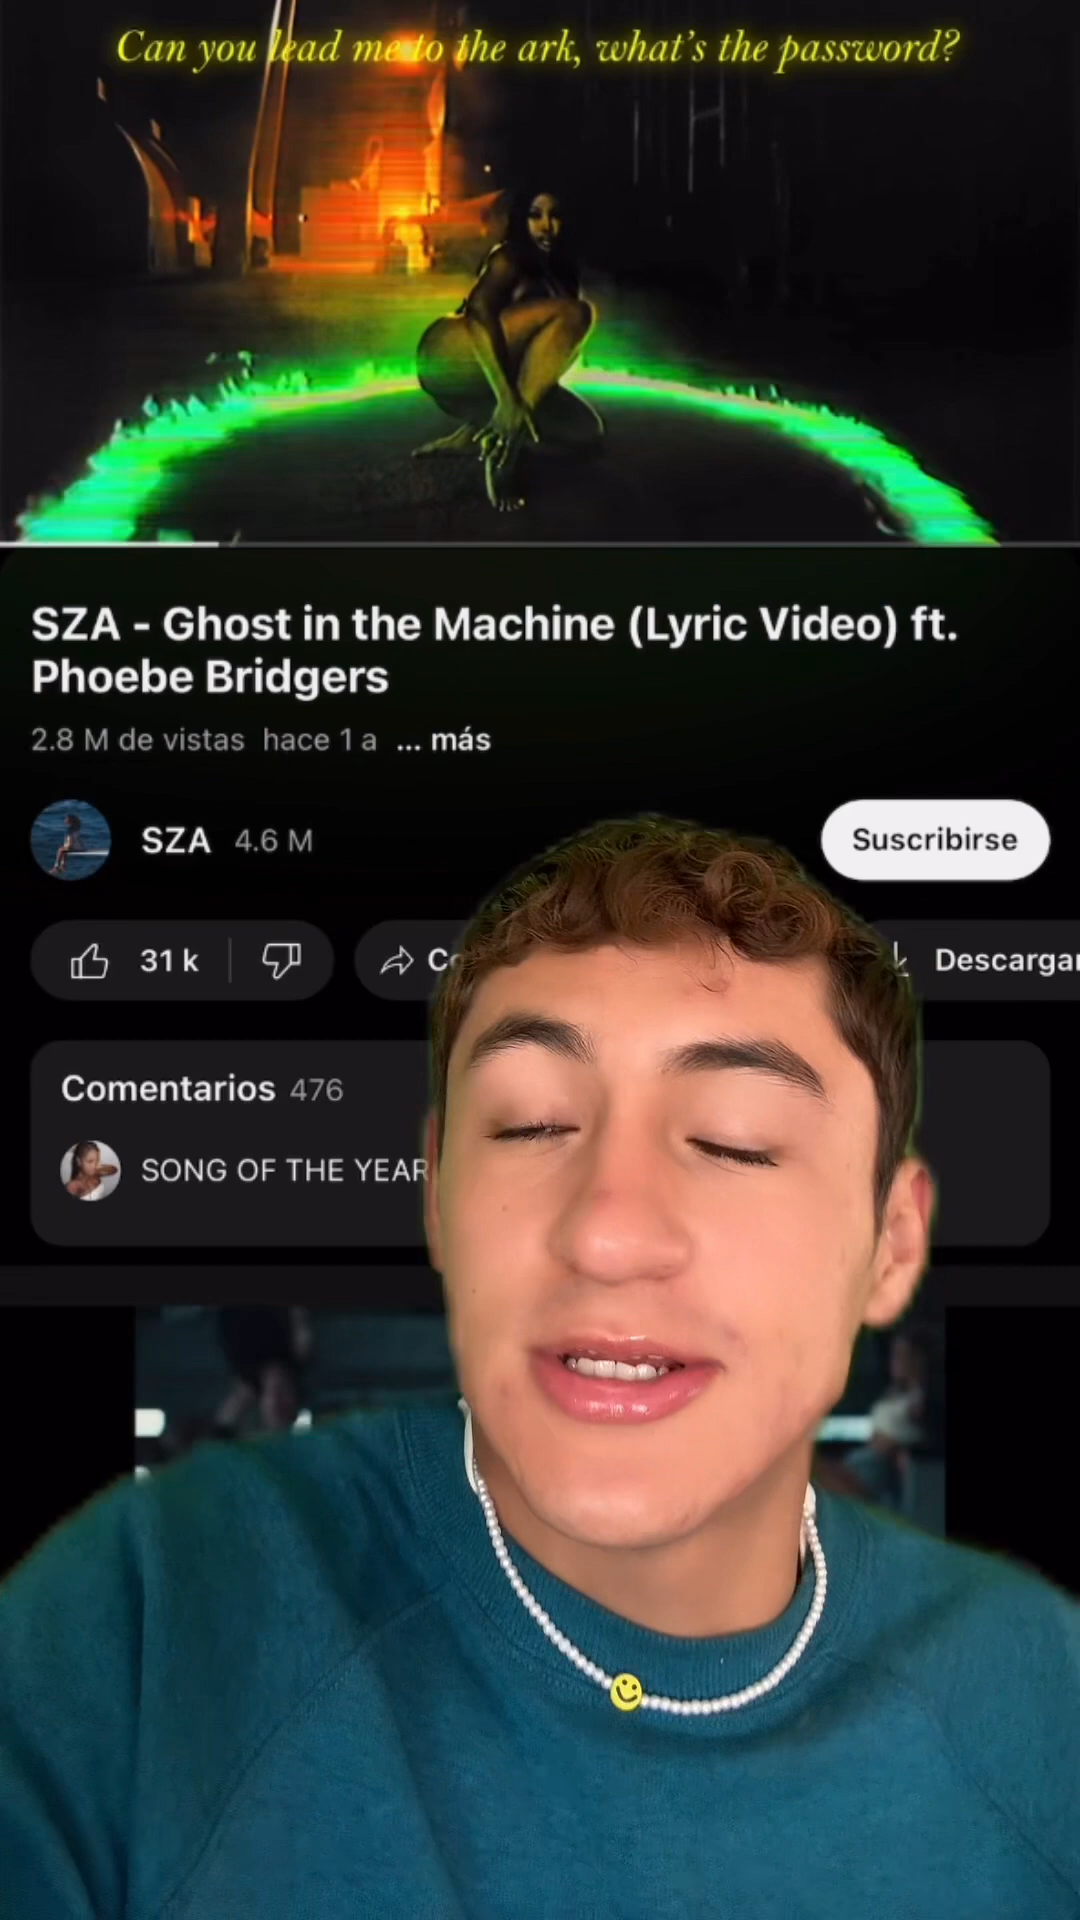 Can you lead me to the ark, what's the password?
SZA - Ghost in the Machine (Lyric Video) ft.
Phoebe Bridgers
2.8 M de vistas hace 1 a ... más
SZA 4.6 M
Suscribirse
31 k
Comentarios 476
SONG OF THE YEAR